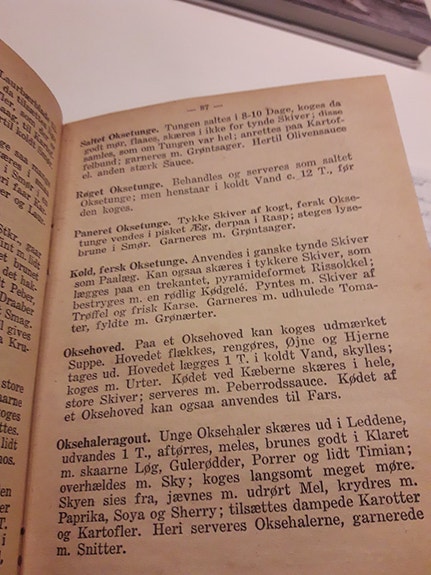 — 87 —
Saltet Oksetunge. Tungen saltes i 8-10 Dage, koges da
godt mør, flaaes, skæres i ikke for tynde Skiver; disse
samles, som om Tungen var hel; anrettes paa Kartof-
felbund; garneres m. Grøntsager. Hertil Olivensauce
el. anden stærk Sauce.
Røget Oksetunge. Behandles og serveres som saltet
Oksetunge; men henstaar i koldt Vand c. 12 T., før
den koges.
Paneret Oksetunge. Tykke Skiver af kogt, fersk Okse-
tunge vendes i pisket Æg, derpaa i Rasp; steges lyse-
brune i Smør. Garneres m. Grøntsager.
Kold, fersk Oksetunge. Anvendes i ganske tynde Skiver
som Paalæg. Kan ogsaa skæres i tykkere Skiver, som
lægges paa en trekantet, pyramideformet Rissokkel;
bestryges m. en rødlig Kødgelé. Pyntes m. Skiver af
Trøffel og frisk Karse. Garneres m. udhulede Toma-
ter, fyldte m. Grønærter.
Oksehoved. Paa et Oksehoved kan koges udmærket
Suppe. Hovedet flækkes, rengøres, Øjne og Hjerne
tages ud. Hovedet lægges 1 T. i koldt Vand, skylles;
koges m. Urter. Kødet ved Kæberne skæres i hele,
store Skiver; serveres m. Peberrodssauce. Kødet af
et Oksehoved kan ogsaa anvendes til Fars.
Oksehaleragout. Unge Oksehaler skæres ud i Leddene,
udvandes 1 T., aftørres, meles, brunes godt i Klaret
m. skaarne Løg, Gulerødder, Porrer og lidt Timian;
overhældes m. Sky; koges langsomt meget møre.
Skyen sies fra, jævnes m. udrørt Mel, krydres m.
Paprika, Soya og Sherry; tilsættes dampede Karotter
og Kartofler. Heri serveres Oksehalerne, garnerede
m. Snitter.